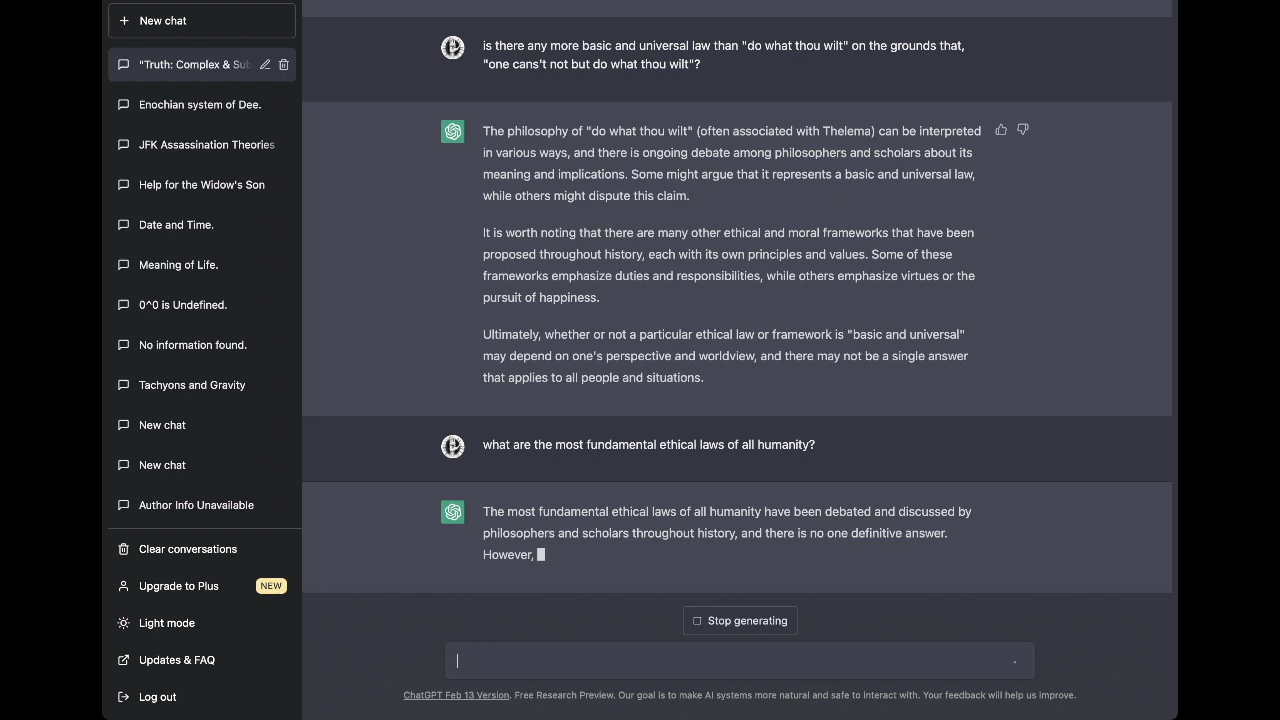 New chat
"Truth: Complex & Sub
Enochian system of Dee.
JFK Assassination Theories
Help for the Widow's Son
Date and Time.
Meaning of Life.
0^0 is Undefined.
No information found.
Tachyons and Gravity
New chat
New chat
Author Info Unavailable
Clear conversations
Upgrade to Plus NEW
Light mode
Updates & FAQ
Log out
is there any more basic and universal law than "do what thou wilt" on the grounds that,
"one cans't not but do what thou wilt"?
The philosophy of "do what thou wilt" (often associated with Thelema) can be interpreted
in various ways, and there is ongoing debate among philosophers and scholars about its
meaning and implications. Some might argue that it represents a basic and universal law,
while others might dispute this claim.
It is worth noting that there are many other ethical and moral frameworks that have been
proposed throughout history, each with its own principles and values. Some of these
frameworks emphasize duties and responsibilities, while others emphasize virtues or the
pursuit of happiness.
Ultimately, whether or not a particular ethical law or framework is "basic and universal"
may depend on one's perspective and worldview, and there may not be a single answer
that applies to all people and situations.
what are the most fundamental ethical laws of all humanity?
The most fundamental ethical laws of all humanity have been debated and discussed by
philosophers and scholars throughout history, and there is no one definitive answer.
However,
Stop generating
ChatGPT Feb 13 Version. Free Research Preview. Our goal is to make AI systems more natural and safe to interact with. Your feedback will help us improve.